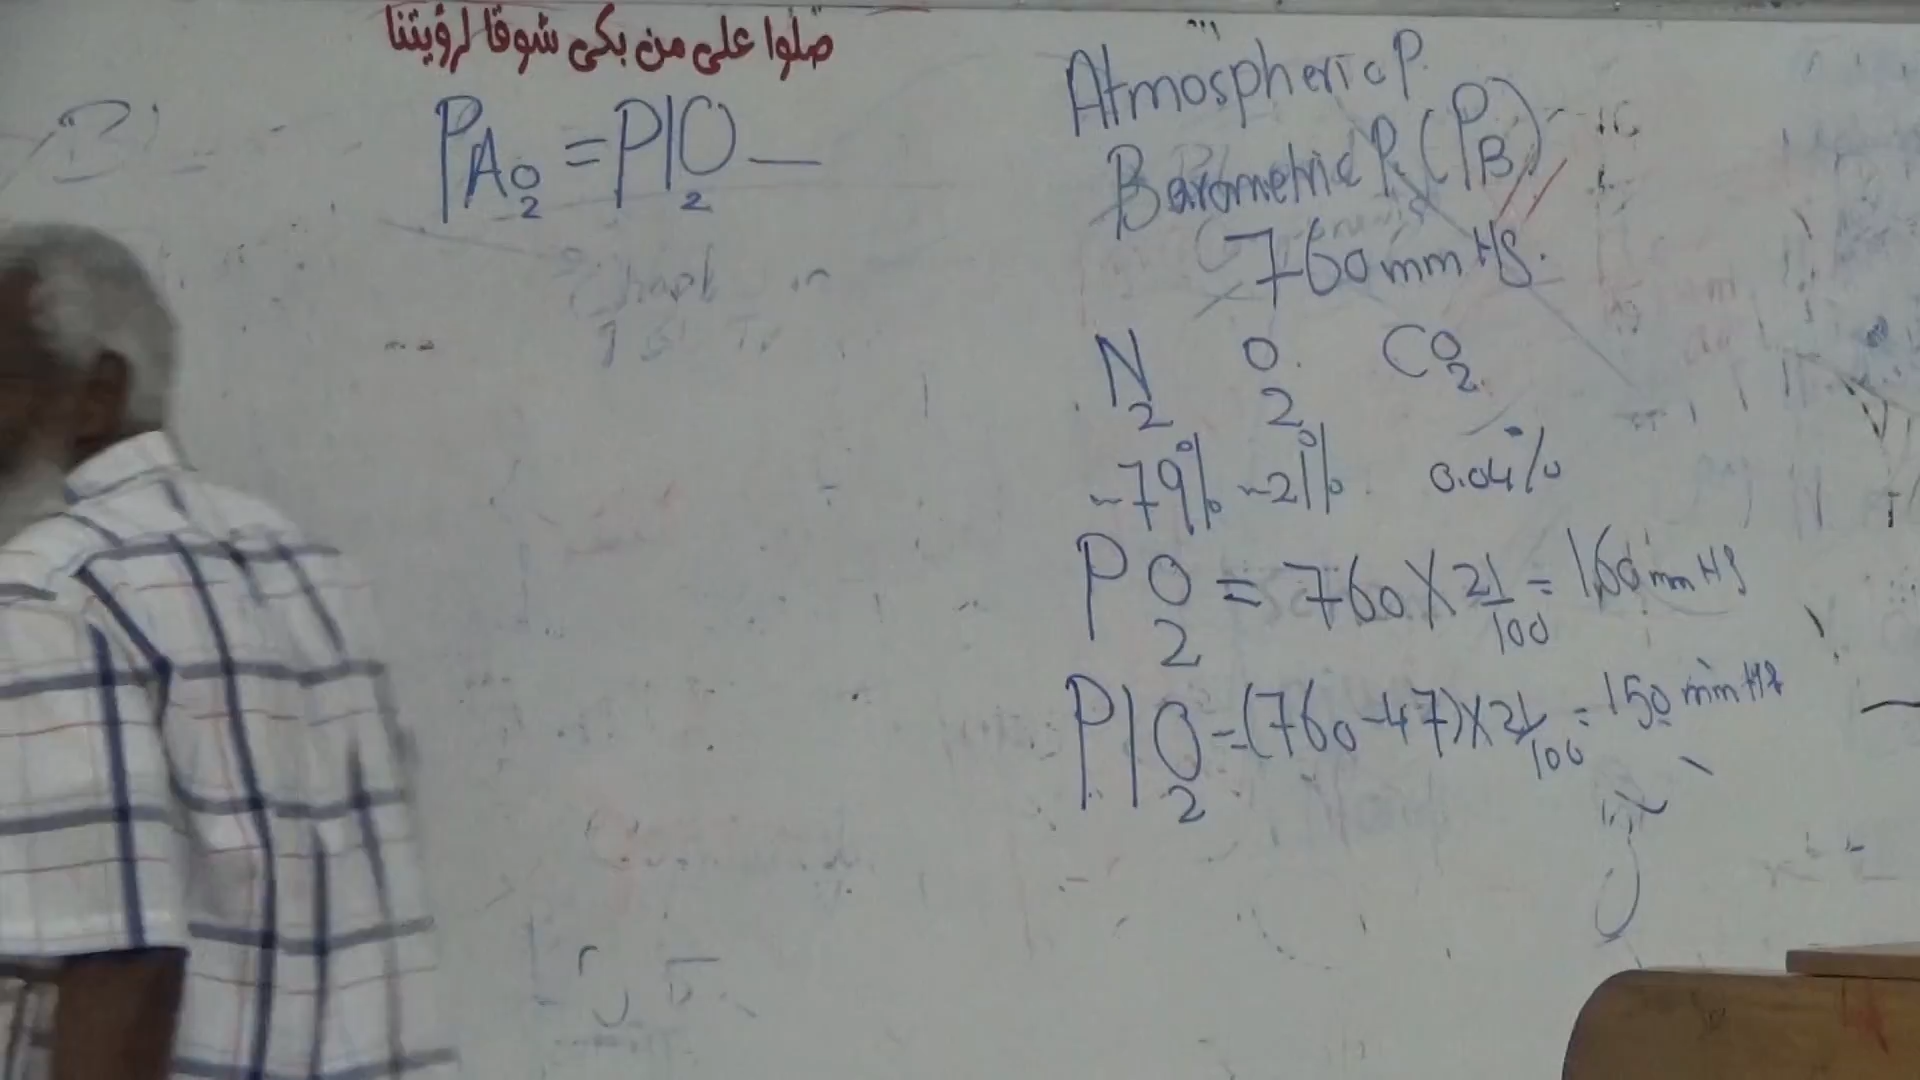 صلوا على من بكى شوقا لرؤيتنا
PAO2 = PIO2 —
Atmospheric P.
Barometric P. (PB)
760 mm Hg.
N2 O2 CO2
~79% ~21% 0.04%
PO2 = 760 X 21/100 = 160 mm Hg
PIO2 = (760-47) X 21/100 = 150 mm Hg